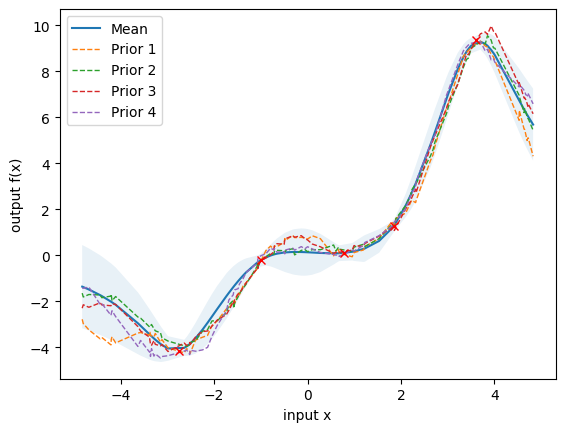 Mean
Prior 1
Prior 2
Prior 3
Prior 4
10
8
6
4
2
0
−2
−4
output f(x)
−4 −2 0 2 4
input x